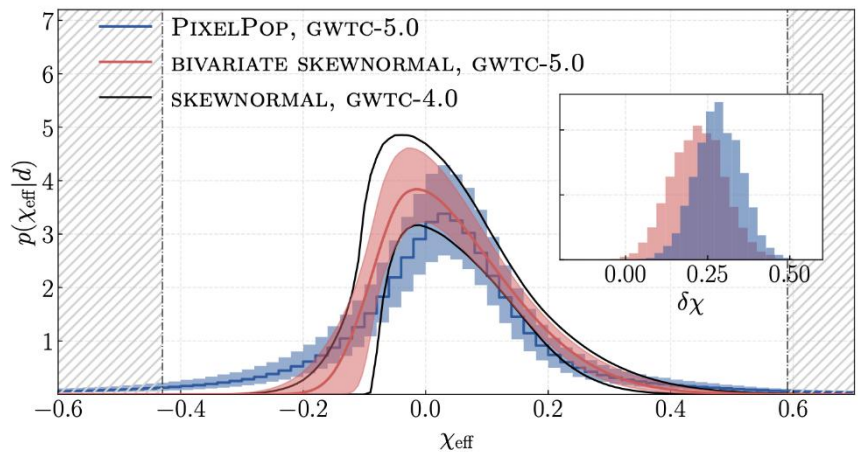 PIXELPOP, GWTC-5.0
BIVARIATE SKEWNORMAL, GWTC-5.0
SKEWNORMAL, GWTC-4.0
7
6
5
4
3
2
1
p(χeff|d)
−0.6
−0.4
−0.2
0.0
0.2
0.4
0.6
χeff
0.00
0.25
0.50
δχ